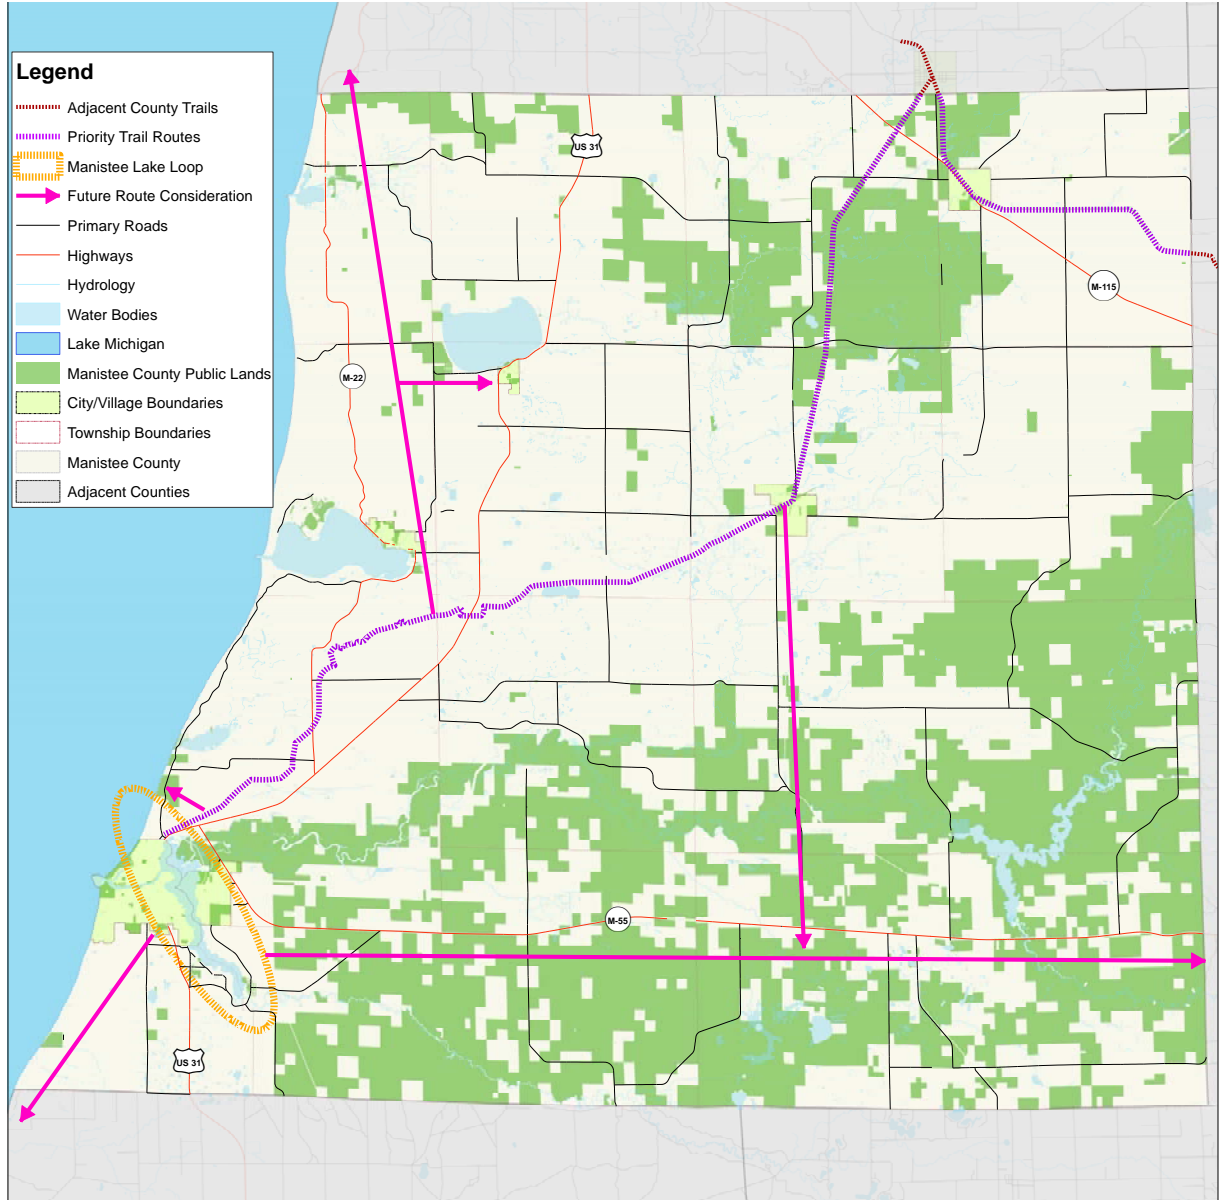 Legend
Adjacent County Trails
Priority Trail Routes
Manistee Lake Loop
Future Route Consideration
Primary Roads
Highways
Hydrology
Water Bodies
Lake Michigan
Manistee County Public Lands
City/Village Boundaries
Township Boundaries
Manistee County
Adjacent Counties
US 31
M-115
M-22
M-55
US 31